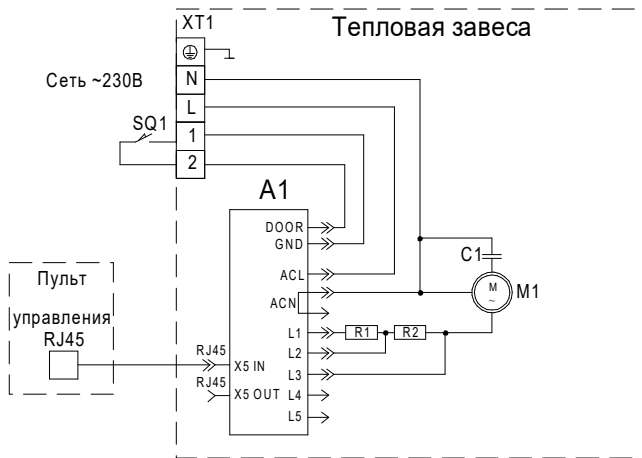 XT1
Тепловая завеса
Сеть ~230В
N
L
SQ1
1
2
A1
DOOR
GND
ACL
ACN
C1
M
~
M1
Пульт
управления
RJ45
L1
R1
R2
L2
RJ45
X5 IN
L3
RJ45
X5 OUT
L4
L5